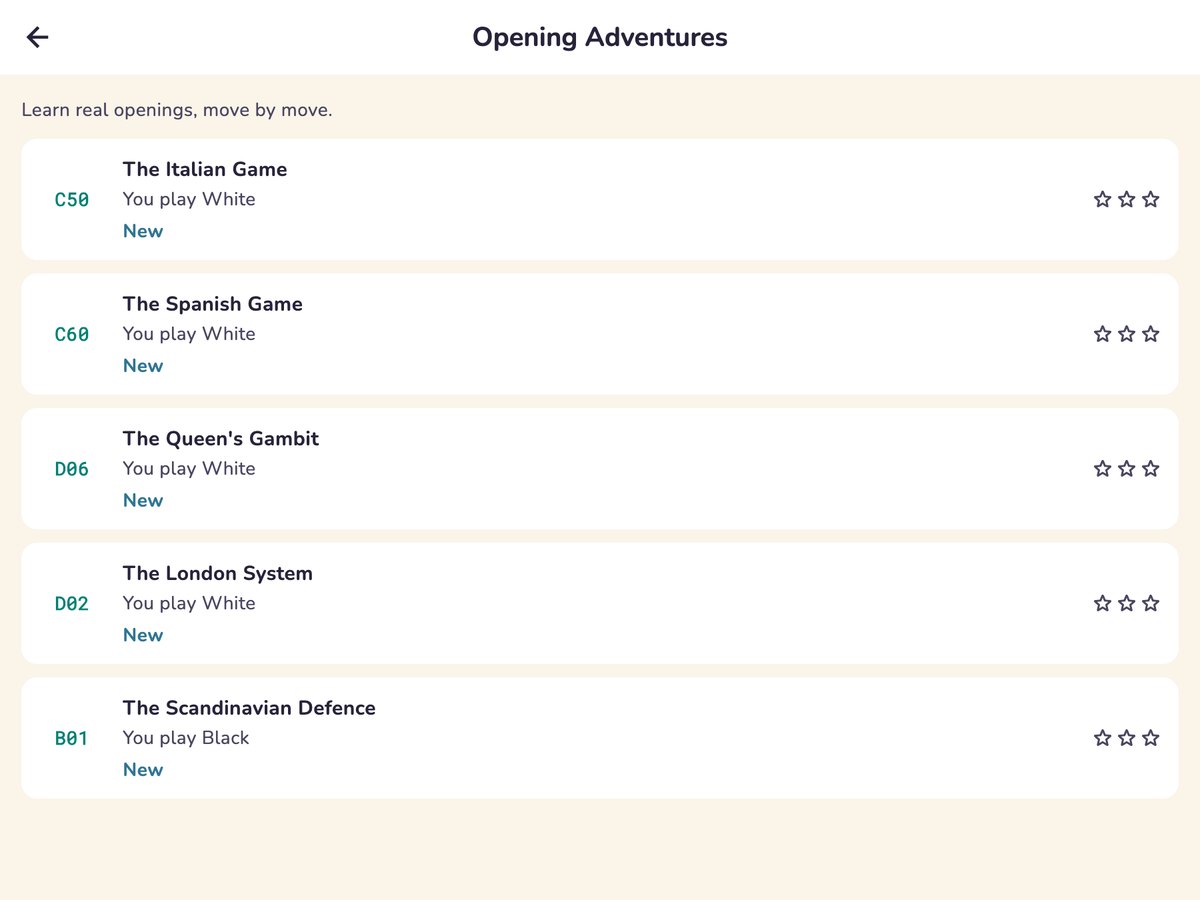 Opening Adventures
Learn real openings, move by move.
The Italian Game
C50
You play White
New
The Spanish Game
C60
You play White
New
The Queen's Gambit
D06
You play White
New
The London System
D02
You play White
New
The Scandinavian Defence
B01
You play Black
New